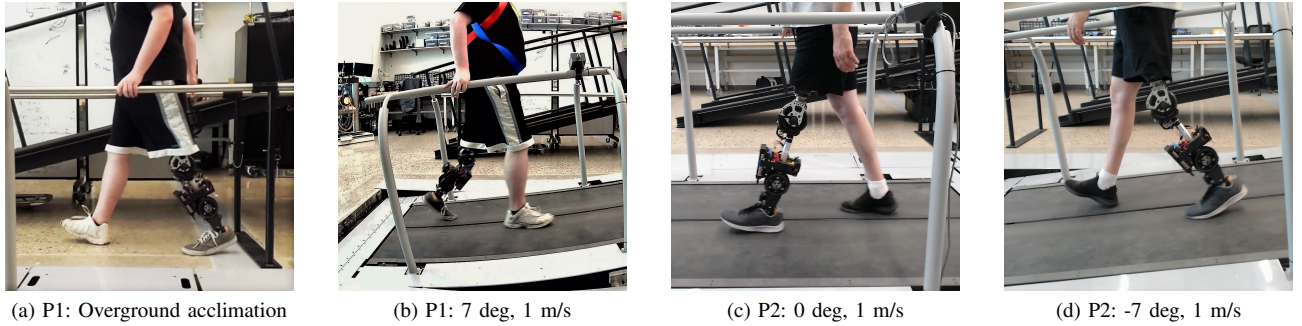 (a) P1: Overground acclimation
(b) P1: 7 deg, 1 m/s
(c) P2: 0 deg, 1 m/s
(d) P2: -7 deg, 1 m/s